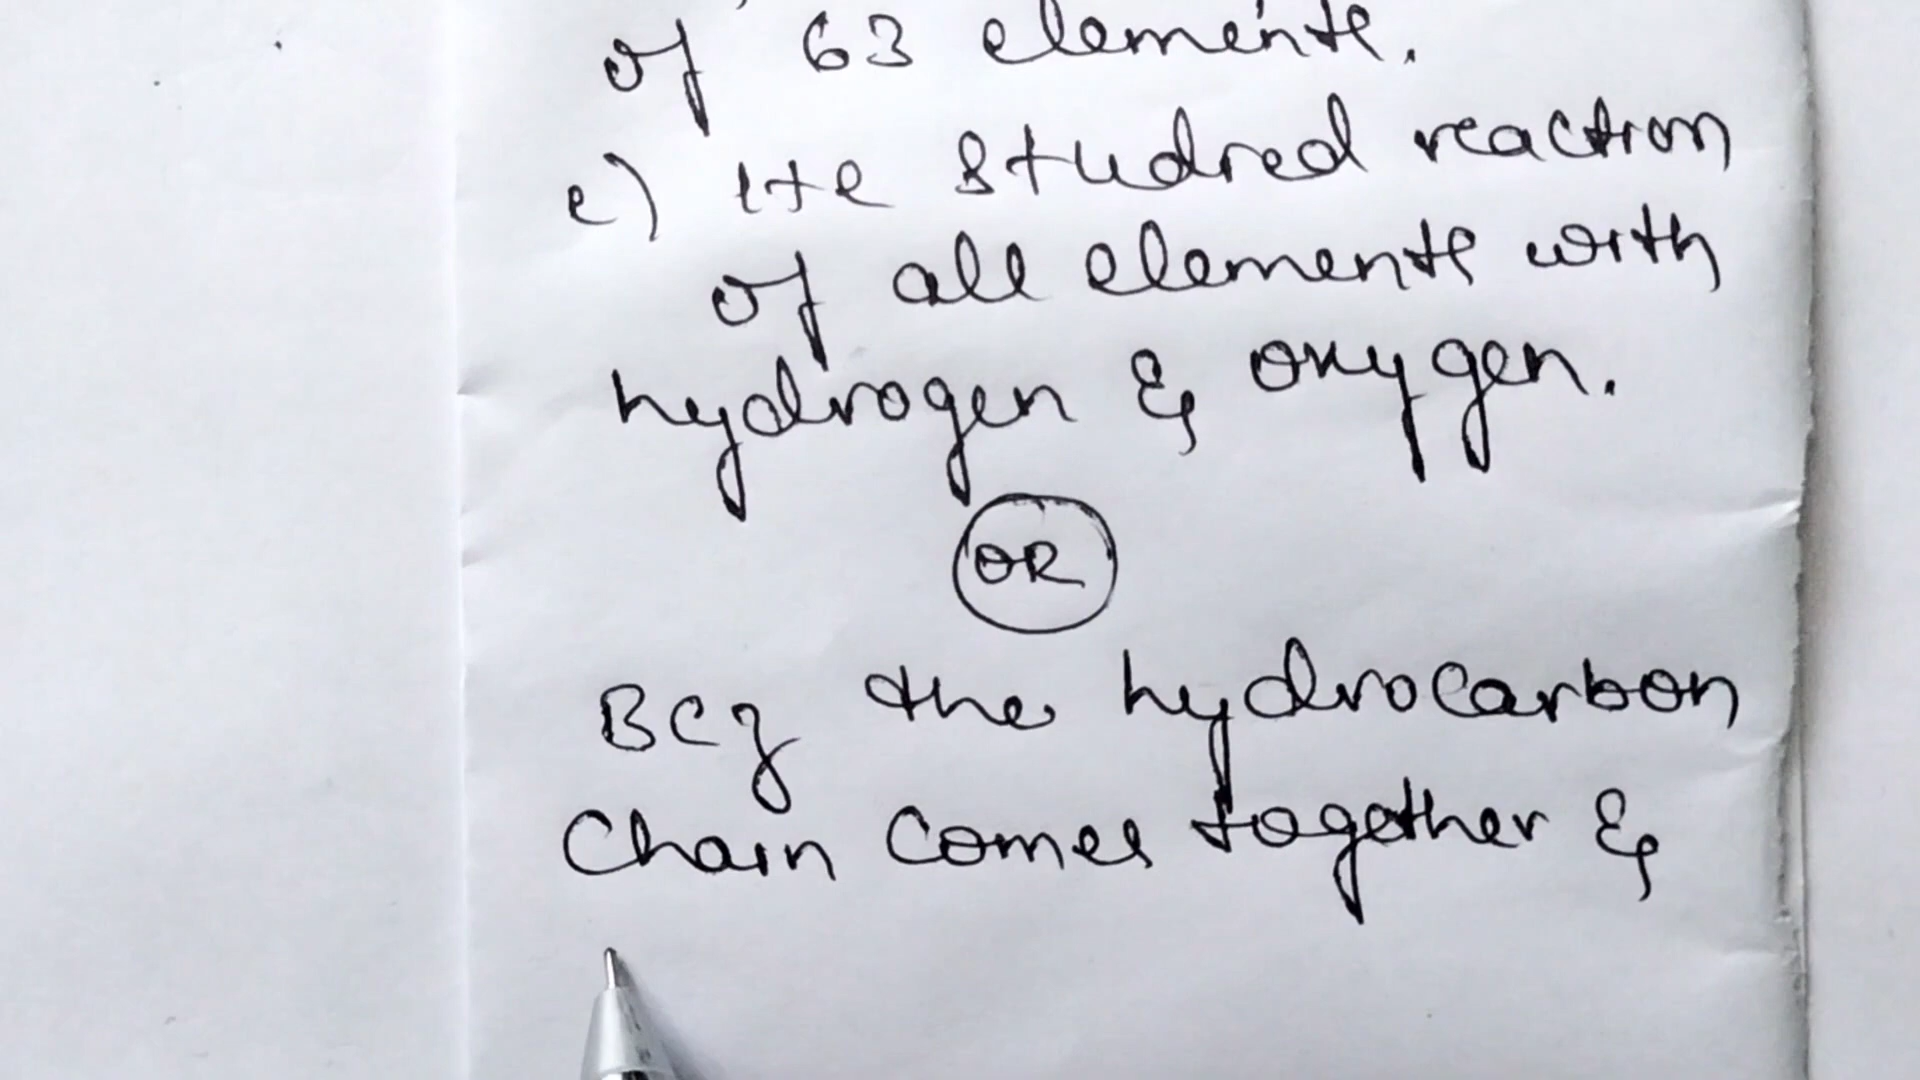 of 63 elements.
c) He studied reaction
of all elements with
hydrogen & oxygen.
OR
Bcz the hydrocarbon
Chain comes together &